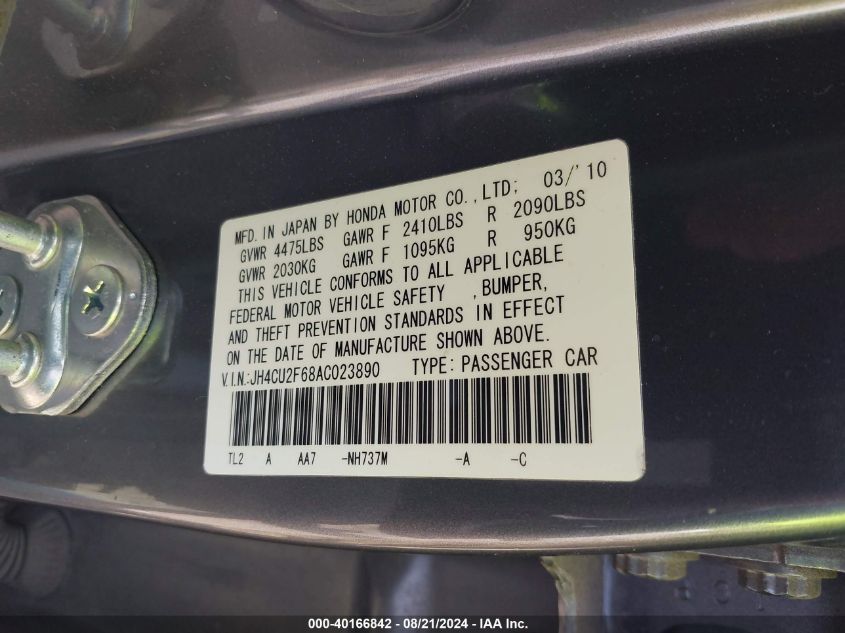 MFD. IN JAPAN BY HONDA MOTOR CO.,LTD; 03/'10
GVWR 4475LBS GAWR F 2410LBS R 2090LBS
GVWR 2030KG GAWR F 1095KG R 950KG
THIS VEHICLE CONFORMS TO ALL APPLICABLE
FEDERAL MOTOR VEHICLE SAFETY ,BUMPER,
AND THEFT PREVENTION STANDARDS IN EFFECT
ON THE DATE OF MANUFACTURE SHOWN ABOVE.
V.I.N.:JH4CU2F68AC023890 TYPE: PASSENGER CAR
TL2 A AA7 -NH737M -A -C
000-40166842 - 08/21/2024 - IAA Inc.